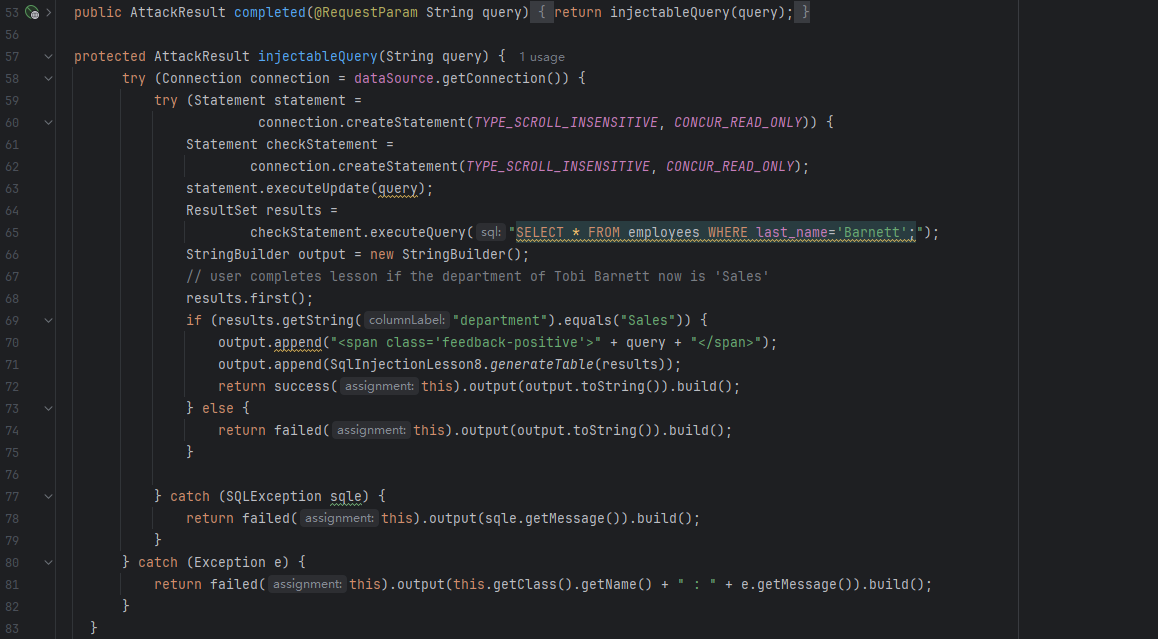 53 public AttackResult completed(@RequestParam String query) { return injectableQuery(query); }
56
57 protected AttackResult injectableQuery(String query) { 1 usage
58 try (Connection connection = dataSource.getConnection()) {
59 try (Statement statement =
60 connection.createStatement(TYPE_SCROLL_INSENSITIVE, CONCUR_READ_ONLY)) {
61 Statement checkStatement =
62 connection.createStatement(TYPE_SCROLL_INSENSITIVE, CONCUR_READ_ONLY);
63 statement.executeUpdate(query);
64 ResultSet results =
65 checkStatement.executeQuery( sql: "SELECT * FROM employees WHERE last_name='Barnett';");
66 StringBuilder output = new StringBuilder();
67 // user completes lesson if the department of Tobi Barnett now is 'Sales'
68 results.first();
69 if (results.getString( columnLabel: "department").equals("Sales")) {
70 output.append("<span class='feedback-positive'>" + query + "</span>");
71 output.append(SqlInjectionLesson8.generateTable(results));
72 return success( assignment: this).output(output.toString()).build();
73 } else {
74 return failed( assignment: this).output(output.toString()).build();
75 }
76
77 } catch (SQLException sqle) {
78 return failed( assignment: this).output(sqle.getMessage()).build();
79 }
80 } catch (Exception e) {
81 return failed( assignment: this).output(this.getClass().getName() + " : " + e.getMessage()).build();
82 }
83 }